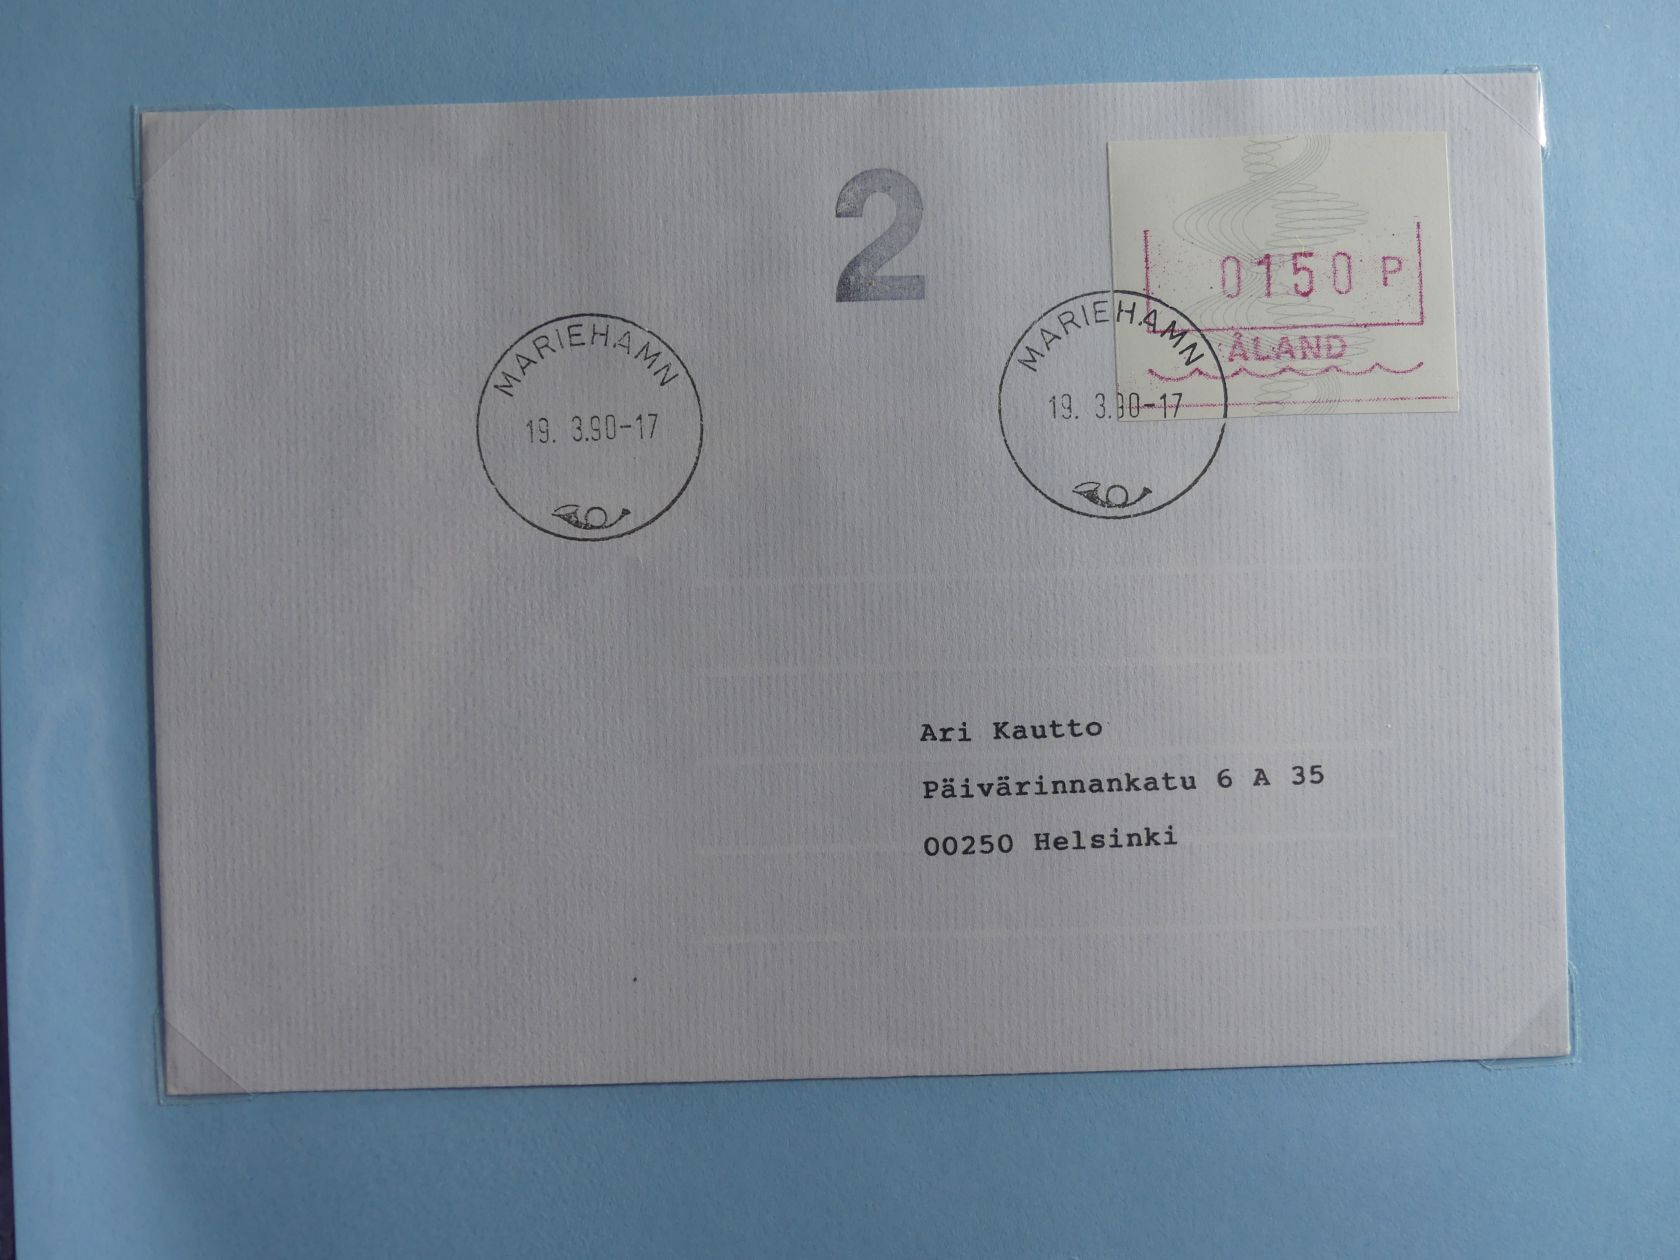 2
0150 P
ÅLAND
MARIEHAMN
19. 3.90-17
MARIEHAMN
19. 3.90-17
Ari Kautto
Päivärinnankatu 6 A 35
00250 Helsinki